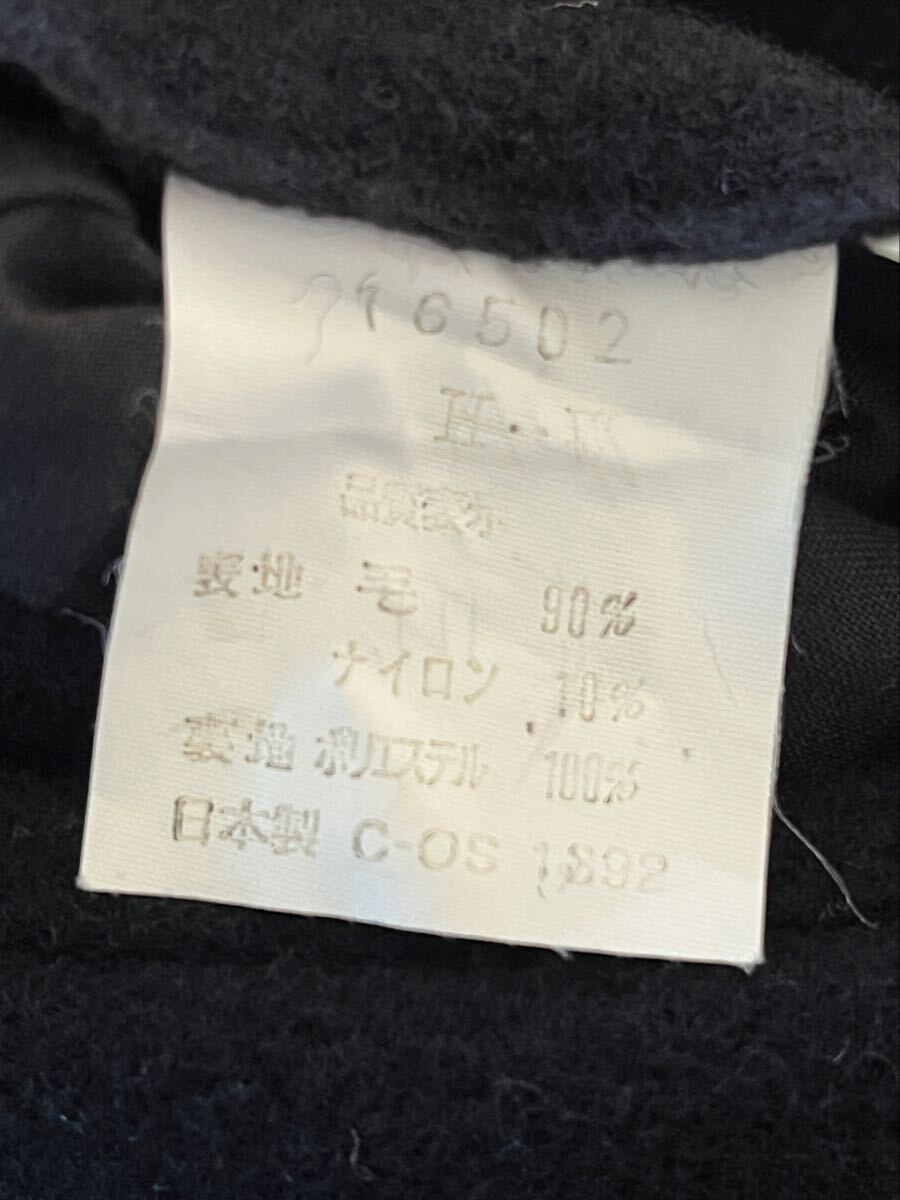 16502
品質表示
表地 毛 90%
ナイロン 10%
裏地 ポリエステル 100%
日本製 C-OS 1892